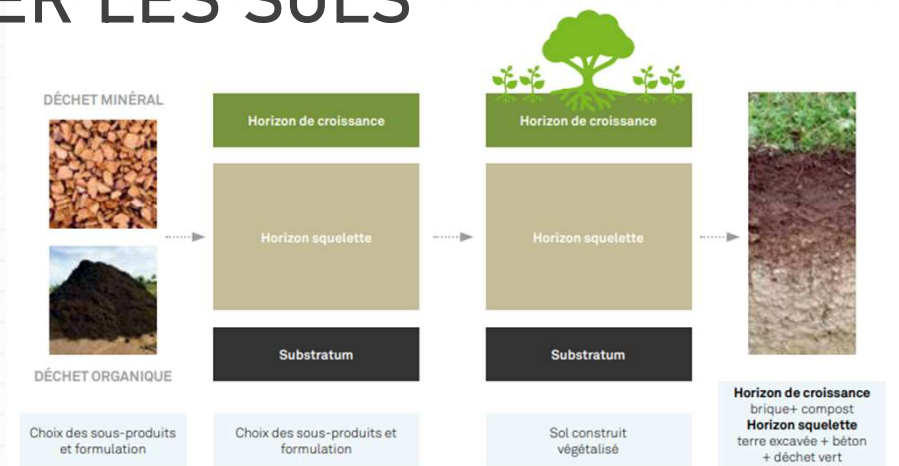 ER LES SOLS
DÉCHET MINÉRAL
DÉCHET ORGANIQUE
Choix des sous-produits
et formulation
Horizon de croissance
Horizon squelette
Substratum
Choix des sous-produits et
formulation
Horizon de croissance
Horizon squelette
Substratum
Sol construit
végétalisé
Horizon de croissance
brique+ compost
Horizon squelette
terre excavée + béton
+ déchet vert